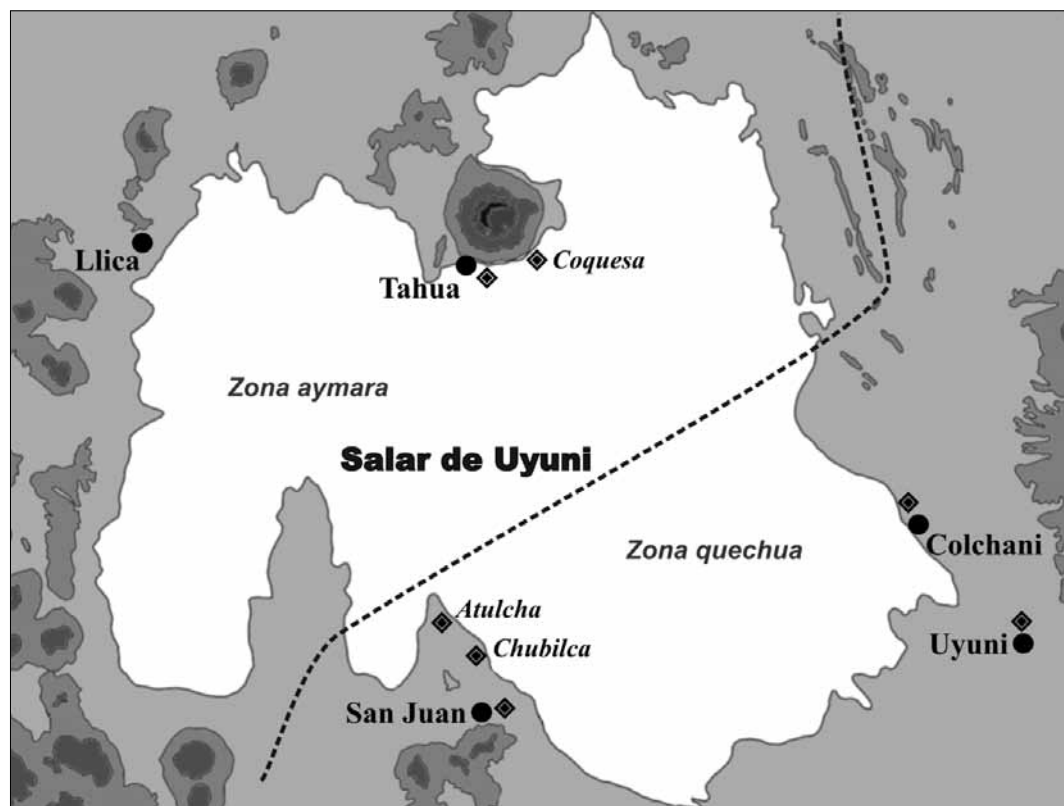 Llica
Tahua
Coquesa
Zona aymara
Salar de Uyuni
Zona quechua
Colchani
Atulcha
Chubilca
Uyuni
San Juan